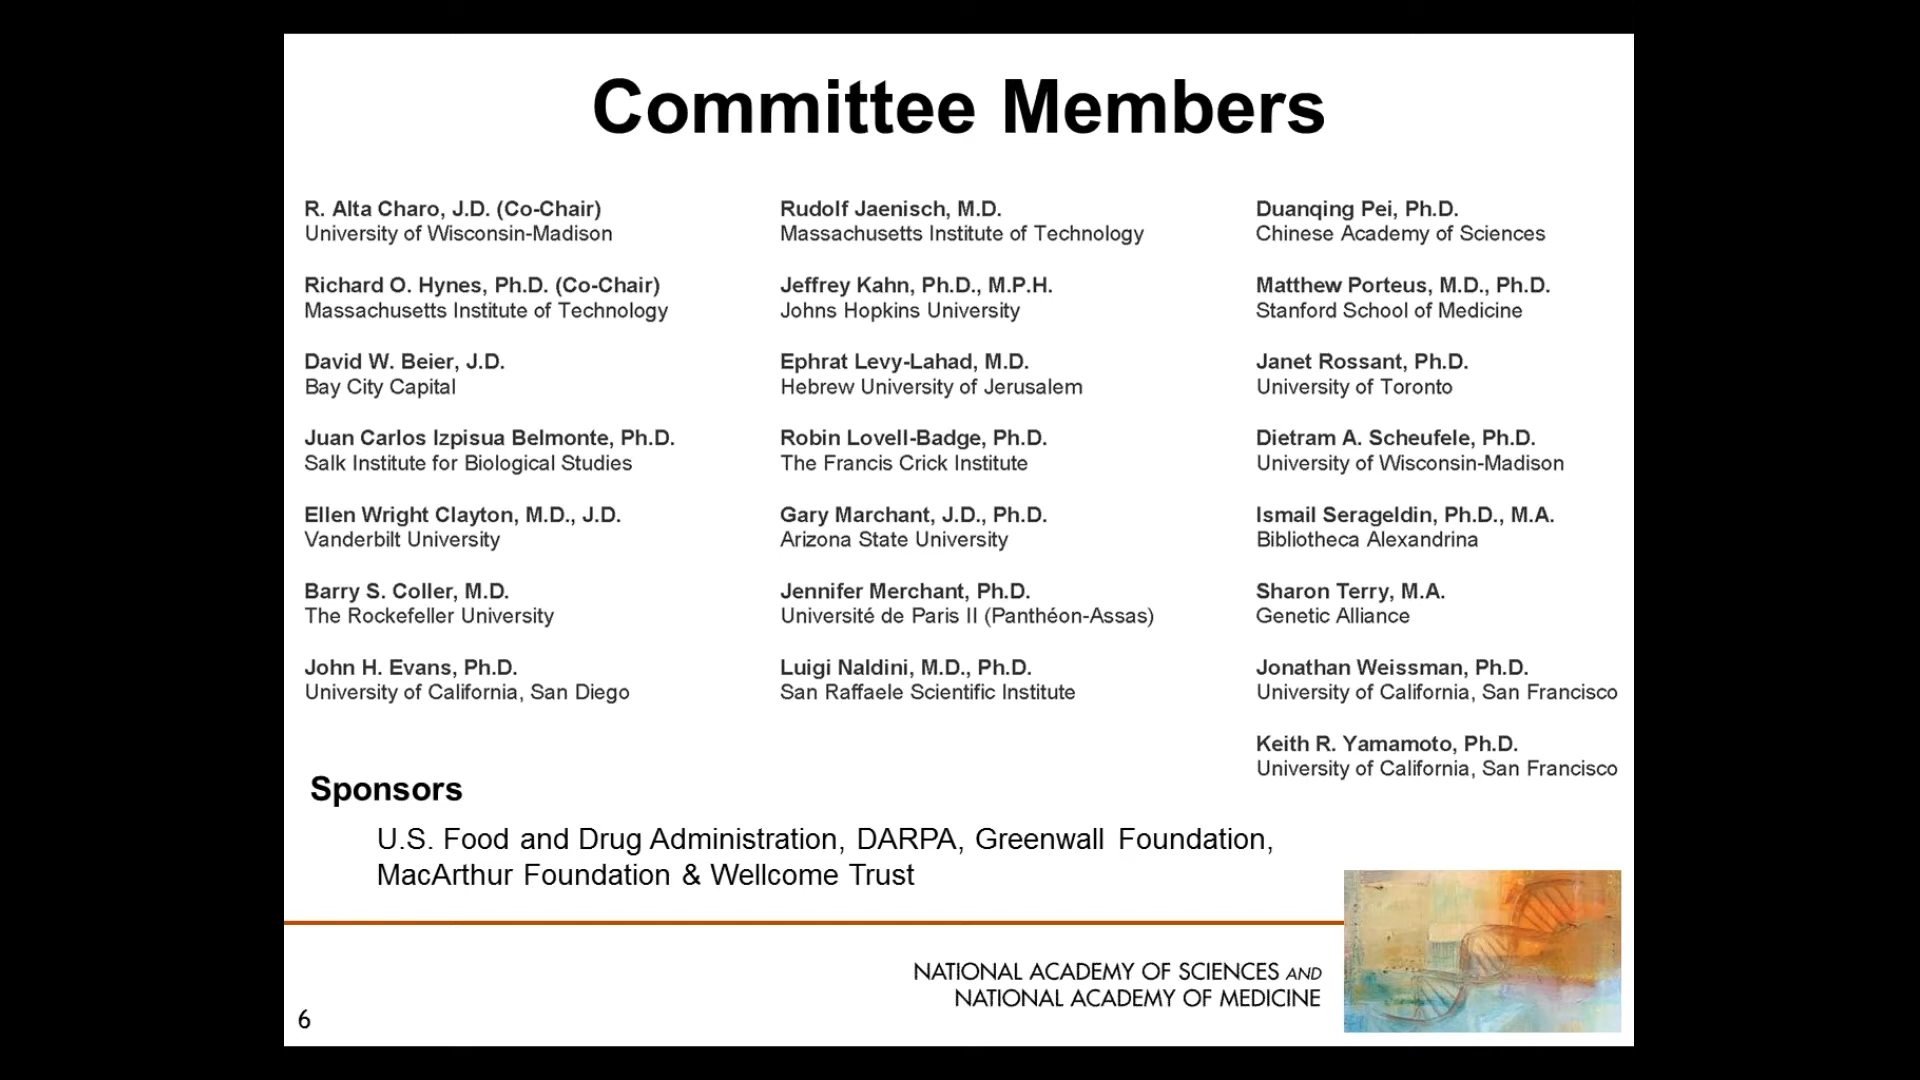 Committee Members
R. Alta Charo, J.D. (Co-Chair)
University of Wisconsin-Madison
Richard O. Hynes, Ph.D. (Co-Chair)
Massachusetts Institute of Technology
David W. Beier, J.D.
Bay City Capital
Juan Carlos Izpisua Belmonte, Ph.D.
Salk Institute for Biological Studies
Ellen Wright Clayton, M.D., J.D.
Vanderbilt University
Barry S. Coller, M.D.
The Rockefeller University
John H. Evans, Ph.D.
University of California, San Diego
Rudolf Jaenisch, M.D.
Massachusetts Institute of Technology
Jeffrey Kahn, Ph.D., M.P.H.
Johns Hopkins University
Ephrat Levy-Lahad, M.D.
Hebrew University of Jerusalem
Robin Lovell-Badge, Ph.D.
The Francis Crick Institute
Gary Marchant, J.D., Ph.D.
Arizona State University
Jennifer Merchant, Ph.D.
Université de Paris II (Panthéon-Assas)
Luigi Naldini, M.D., Ph.D.
San Raffaele Scientific Institute
Duanqing Pei, Ph.D.
Chinese Academy of Sciences
Matthew Porteus, M.D., Ph.D.
Stanford School of Medicine
Janet Rossant, Ph.D.
University of Toronto
Dietram A. Scheufele, Ph.D.
University of Wisconsin-Madison
Ismail Serageldin, Ph.D., M.A.
Bibliotheca Alexandrina
Sharon Terry, M.A.
Genetic Alliance
Jonathan Weissman, Ph.D.
University of California, San Francisco
Keith R. Yamamoto, Ph.D.
University of California, San Francisco
Sponsors
U.S. Food and Drug Administration, DARPA, Greenwall Foundation,
MacArthur Foundation & Wellcome Trust
NATIONAL ACADEMY OF SCIENCES AND
NATIONAL ACADEMY OF MEDICINE
6